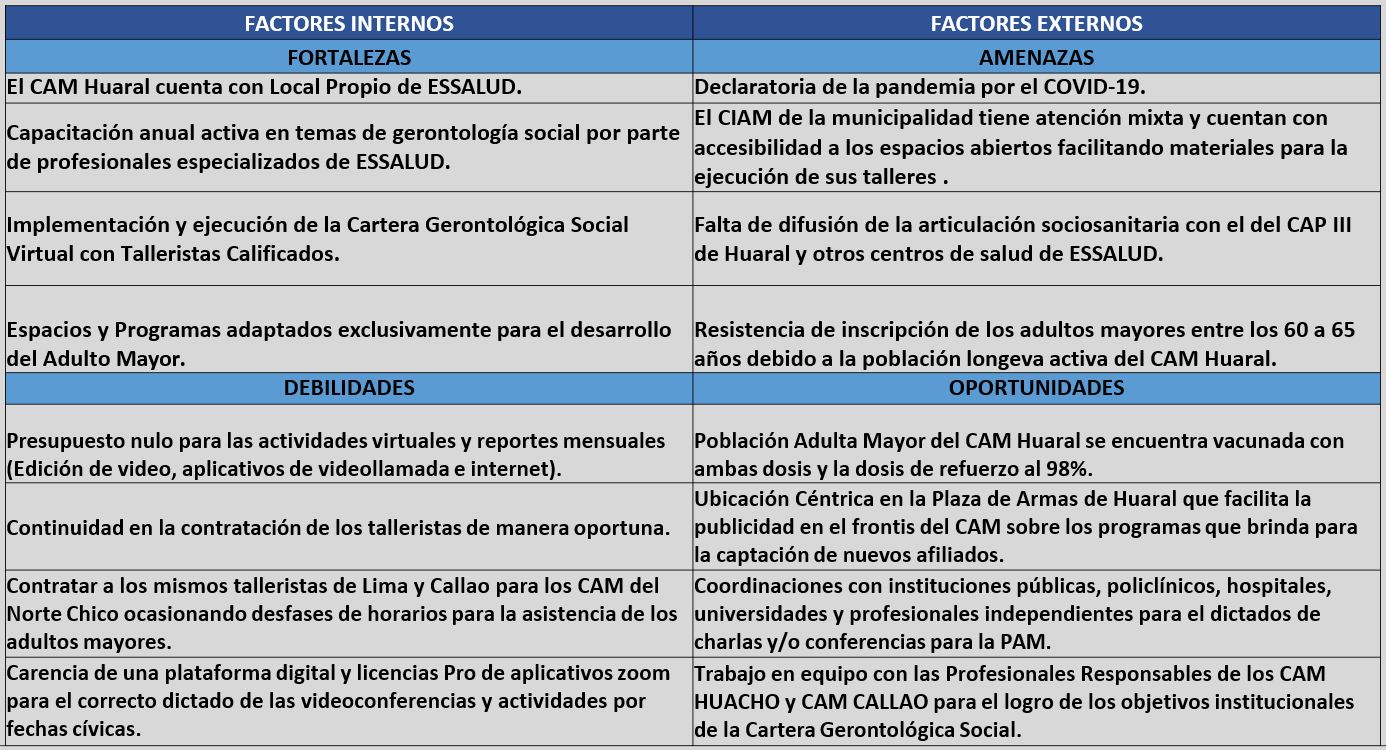 FACTORES INTERNOS
FACTORES EXTERNOS
FORTALEZAS
AMENAZAS
El CAM Huaral cuenta con Local Propio de ESSALUD.
Declaratoria de la pandemia por el COVID-19.
Capacitación anual activa en temas de gerontología social por parte
de profesionales especializados de ESSALUD.
El CIAM de la municipalidad tiene atención mixta y cuentan con
accesibilidad a los espacios abiertos facilitando materiales para la
ejecución de sus talleres .
Implementación y ejecución de la Cartera Gerontológica Social
Virtual con Talleristas Calificados.
Falta de difusión de la articulación sociosanitaria con el del CAP III
de Huaral y otros centros de salud de ESSALUD.
Espacios y Programas adaptados exclusivamente para el desarrollo
del Adulto Mayor.
Resistencia de inscripción de los adultos mayores entre los 60 a 65
años debido a la población longeva activa del CAM Huaral.
DEBILIDADES
OPORTUNIDADES
Presupuesto nulo para las actividades virtuales y reportes mensuales
(Edición de video, aplicativos de videollamada e internet).
Población Adulta Mayor del CAM Huaral se encuentra vacunada con
ambas dosis y la dosis de refuerzo al 98%.
Continuidad en la contratación de los talleristas de manera oportuna.
Ubicación Céntrica en la Plaza de Armas de Huaral que facilita la
publicidad en el frontis del CAM sobre los programas que brinda para
la captación de nuevos afiliados.
Contratar a los mismos talleristas de Lima y Callao para los CAM del
Norte Chico ocasionando desfases de horarios para la asistencia de los
adultos mayores.
Coordinaciones con instituciones públicas, policlínicos, hospitales,
universidades y profesionales independientes para el dictados de
charlas y/o conferencias para la PAM.
Carencia de una plataforma digital y licencias Pro de aplicativos zoom
para el correcto dictado de las videoconferencias y actividades por
fechas cívicas.
Trabajo en equipo con las Profesionales Responsables de los CAM
HUACHO y CAM CALLAO para el logro de los objetivos institucionales
de la Cartera Gerontológica Social.